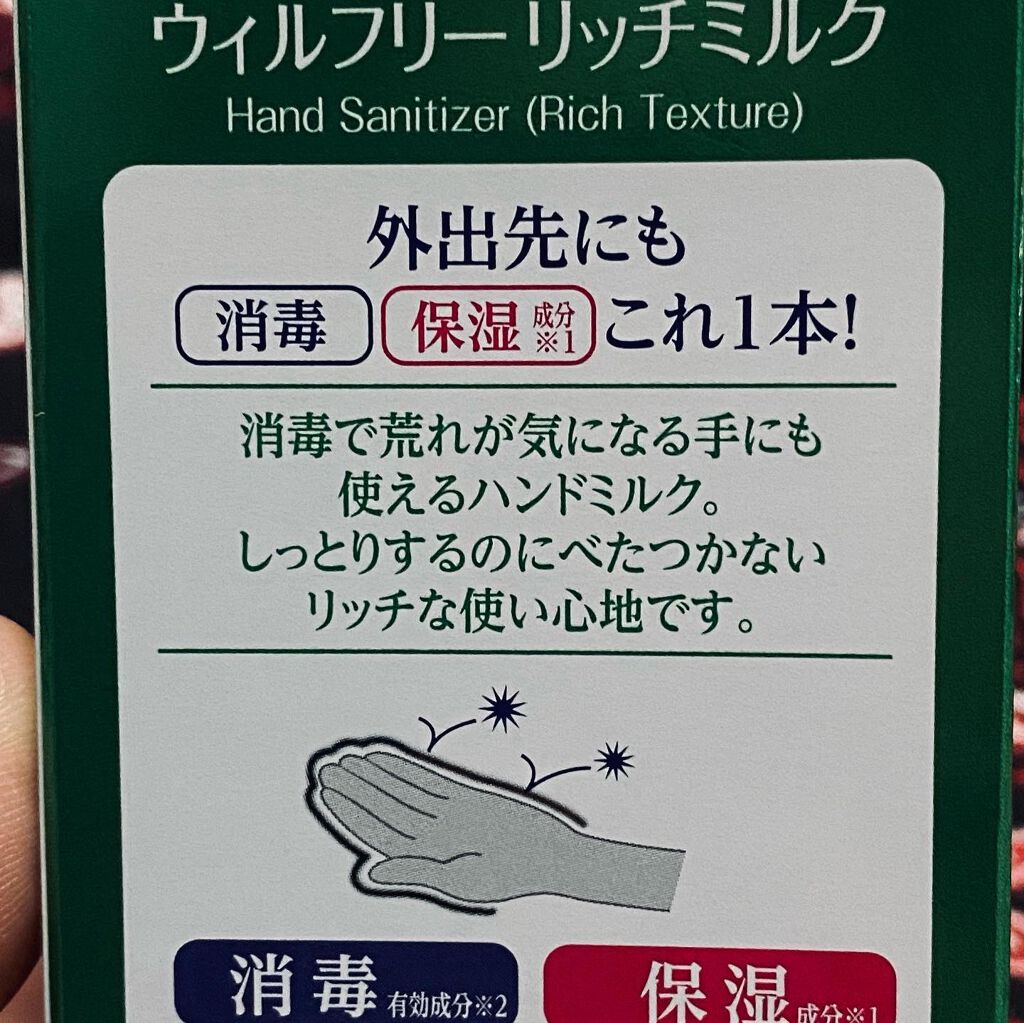 ウィルフリー リッチミルク
Hand Sanitizer (Rich Texture)
外出先にも
消毒 保湿 成分※1 これ1本!
消毒で荒れが気になる手にも
使えるハンドミルク。
しっとりするのにべたつかない
リッチな使い心地です。
消毒 有効成分※2
保湿 成分※1